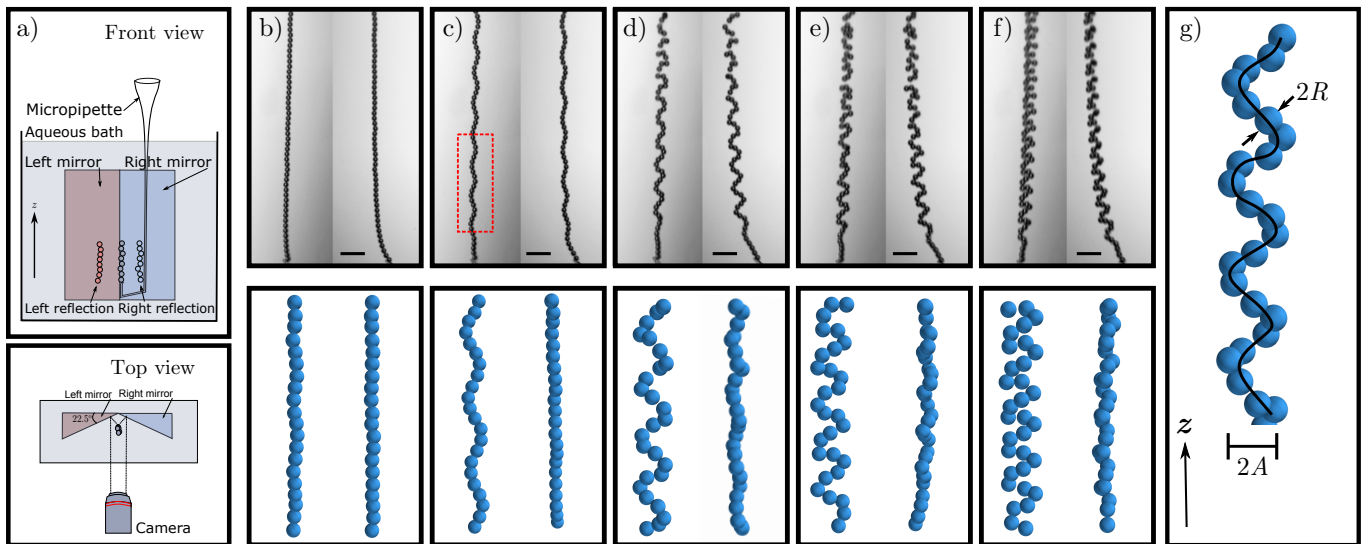 a)
Front view
Micropipette
Aqueous bath
Left mirror
Right mirror
z
Left reflection
Right reflection
Top view
Left mirror
Right mirror
22.5°
Camera
b)
c)
d)
e)
f)
g)
2R
z
2A